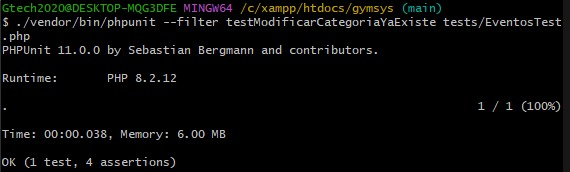 Gtech2020@DESKTOP-MQG3DFE MINGW64 /c/xampp/htdocs/gymsys (main)
$ ./vendor/bin/phpunit --filter testModificarCategoriaYaExiste tests/EventosTest
.php
PHPUnit 11.0.0 by Sebastian Bergmann and contributors.
Runtime:       PHP 8.2.12
.                                                                   1 / 1 (100%)
Time: 00:00.038, Memory: 6.00 MB
OK (1 test, 4 assertions)